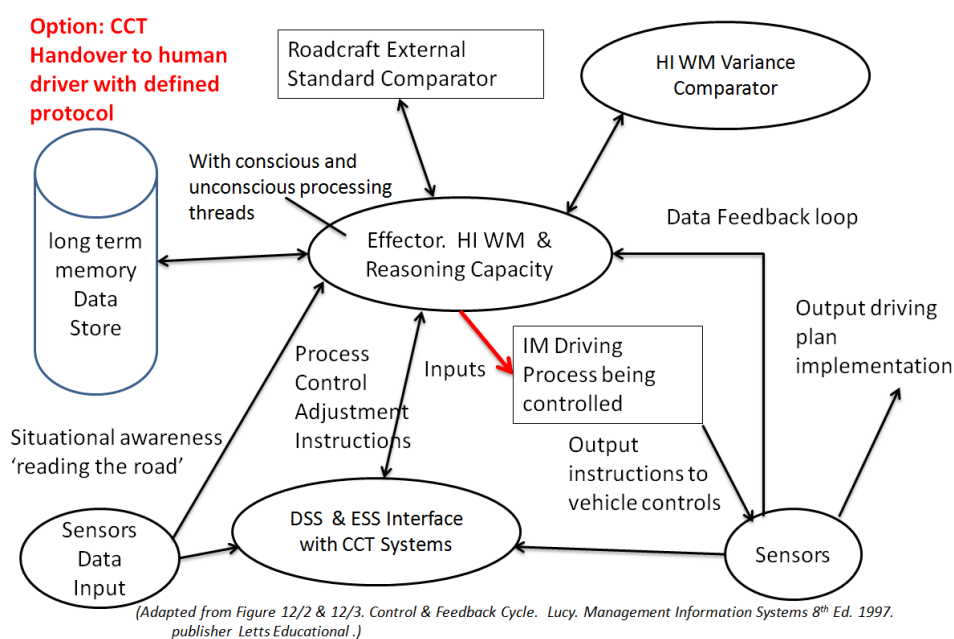 Option: CCT
Handover to human
driver with defined
protocol
Roadcraft External
Standard Comparator
HI WM Variance
Comparator
With conscious and
unconscious processing
threads
Data Feedback loop
long term
memory
Data
Store
Effector.  HI WM  &
Reasoning Capacity
Output driving
plan
implementation
Process
Control
Adjustment
Instructions
Inputs
IM Driving
Process being
controlled
Situational awareness
‘reading the road’
Output
instructions to
vehicle controls
Sensors
Data
Input
DSS  & ESS Interface
with CCT Systems
Sensors
(Adapted from Figure 12/2 & 12/3. Control & Feedback Cycle.  Lucy. Management Information Systems 8th Ed. 1997.
publisher  Letts Educational .)